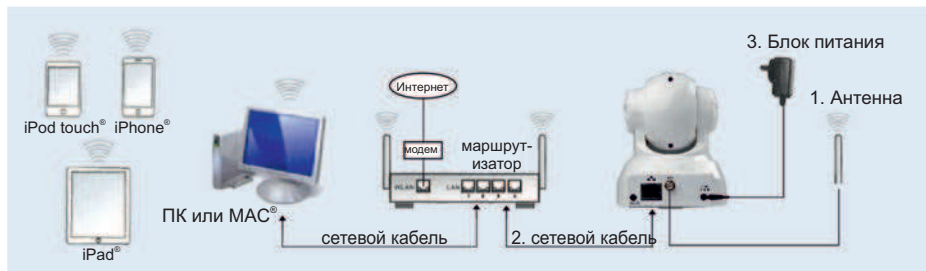 3. Блок питания
1. Антенна
Интернет
iPod touch® iPhone®
модем
маршрут-
изатор
WLAN
LAN
ПК или MAC®
сетевой кабель
2. сетевой кабель
iPad®